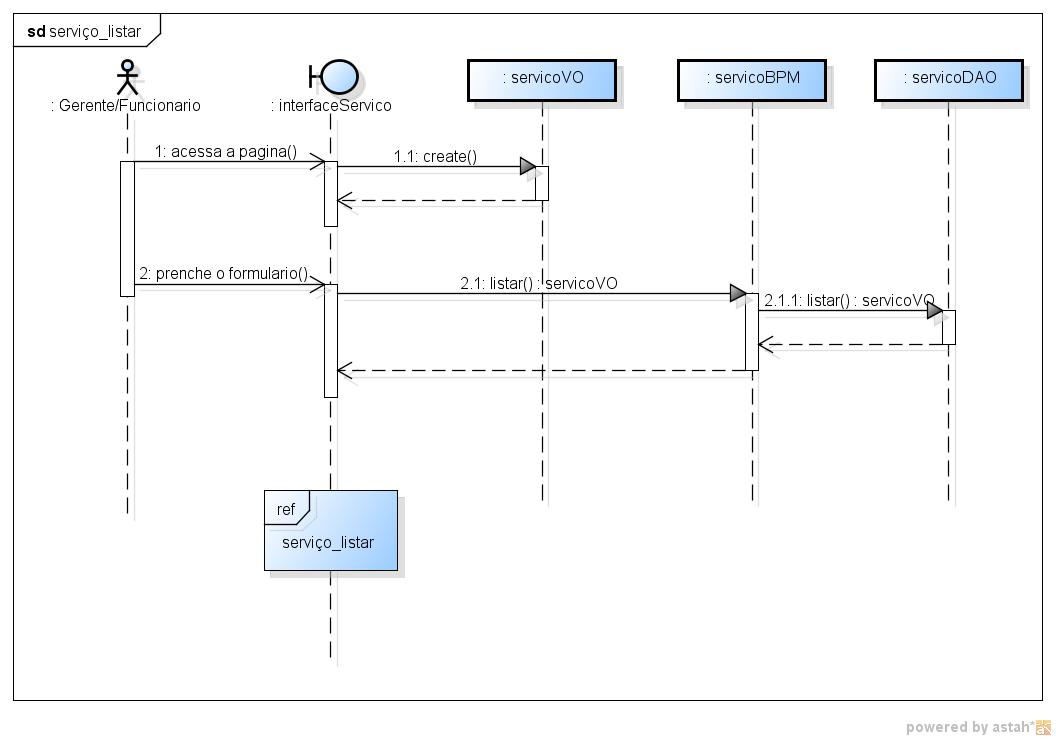 sd serviço_listar
: Gerente/Funcionario
: interfaceServico
: servicoVO
: servicoBPM
: servicoDAO
1: acessa a pagina()
1.1: create()
2: prenche o formulario()
2.1: listar() : servicoVO
2.1.1: listar() : servicoVO
ref
serviço_listar
powered by astah*